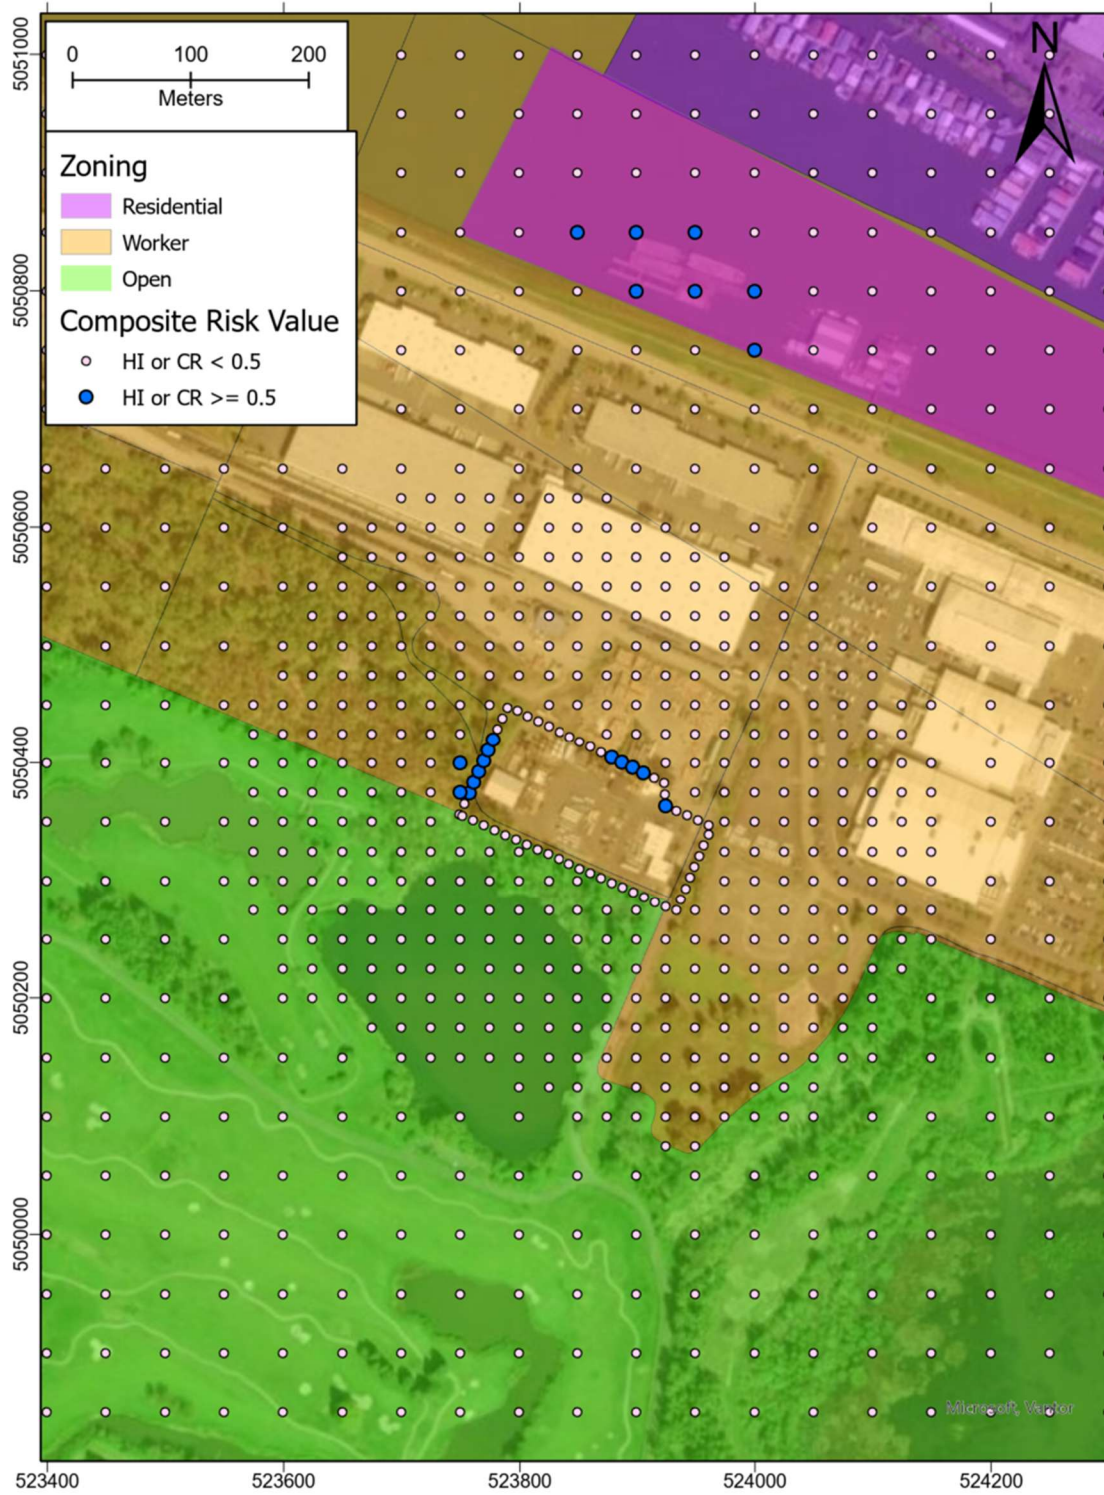 N
0 100 200
Meters
Zoning
Residential
Worker
Open
Composite Risk Value
HI or CR < 0.5
HI or CR >= 0.5
5051000
5050800
5050600
5050400
5050200
5050000
Microsoft, Vantor
523400 523600 523800 524000 524200